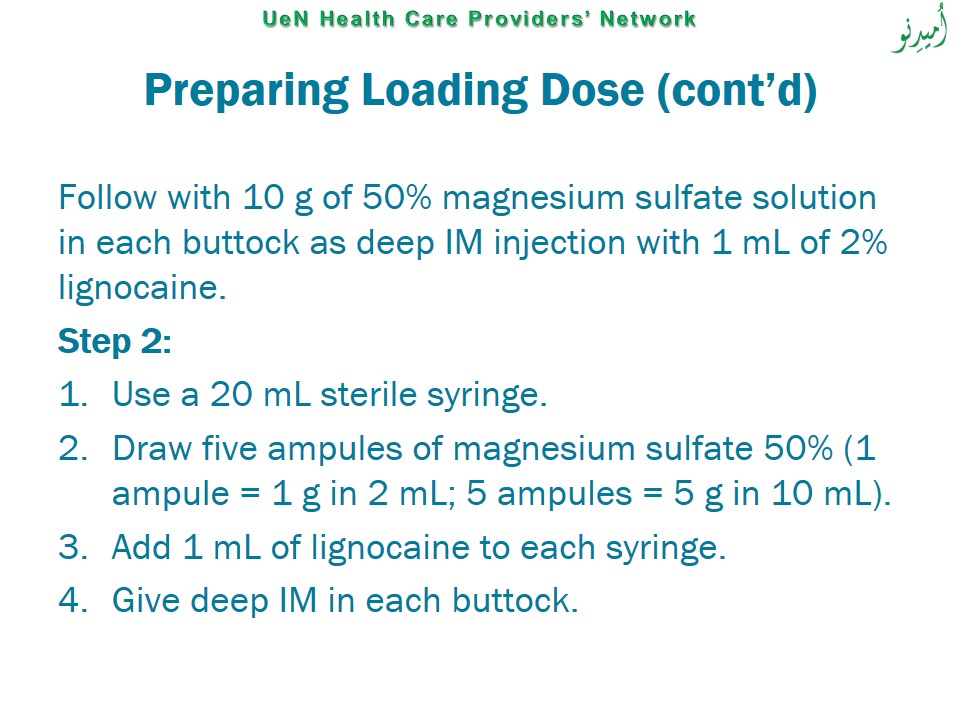 UeN Health Care Providers’ Network
اُمیدِنو
Preparing Loading Dose (cont’d)
Follow with 10 g of 50% magnesium sulfate solution
in each buttock as deep IM injection with 1 mL of 2%
lignocaine.
Step 2:
1. Use a 20 mL sterile syringe.
2. Draw five ampules of magnesium sulfate 50% (1
ampule = 1 g in 2 mL; 5 ampules = 5 g in 10 mL).
3. Add 1 mL of lignocaine to each syringe.
4. Give deep IM in each buttock.